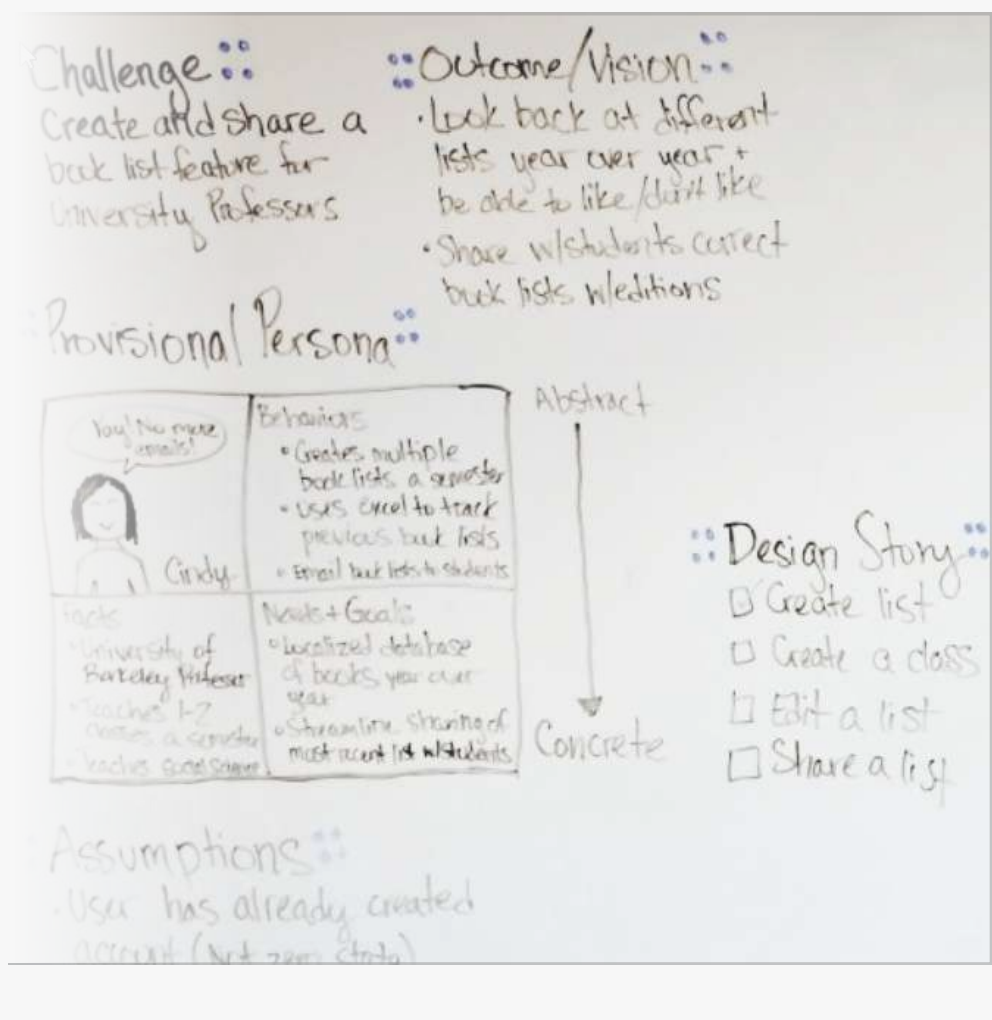 Challenge
Create and share a
book list feature for
University Professors
Outcome/Vision
• Look back at different
lists year over year +
be able to like/don't like
• Share w/students correct
book lists w/editions
Provisional Persona
Yay! No more
emails!
Cindy
Behaviors
• Creates multiple
book lists a semester
• Uses excel to track
previous book lists
• Email book lists to students
Facts
• University of
Berkeley Professor
• Teaches 1-2
classes a semester
• Teaches
Needs + Goals
• Localized database
of books year over
year
• Streamline sharing of
most recent list w/students
Abstract
Concrete
Design Story
Create list
Create a class
Edit a list
Share a list
Assumptions
• User has already created
account (Not zero state)